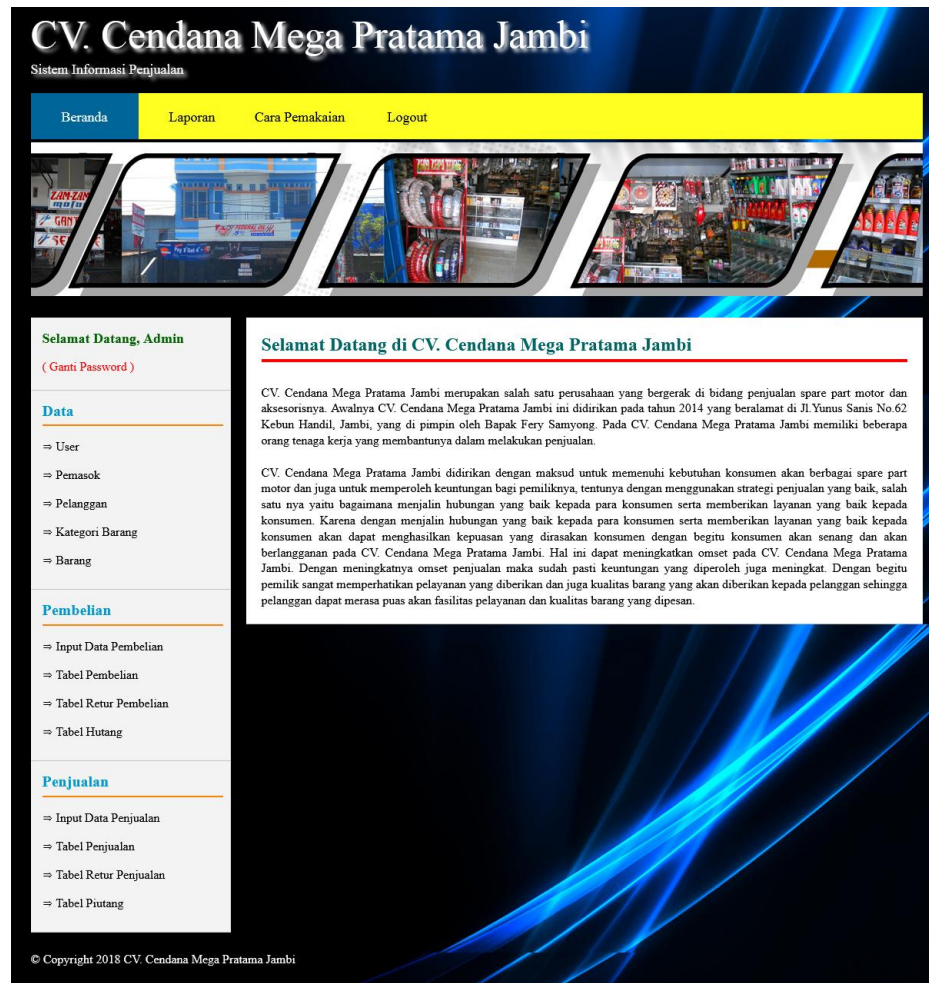 CV. Cendana Mega Pratama Jambi
Sistem Informasi Penjualan
Beranda Laporan Cara Pemakaian Logout
ZAM-ZAM
FEDERAL OIL
Selamat Datang, Admin
( Ganti Password )
Data
⇒ User
⇒ Pemasok
⇒ Pelanggan
⇒ Kategori Barang
⇒ Barang
Pembelian
⇒ Input Data Pembelian
⇒ Tabel Pembelian
⇒ Tabel Retur Pembelian
⇒ Tabel Hutang
Penjualan
⇒ Input Data Penjualan
⇒ Tabel Penjualan
⇒ Tabel Retur Penjualan
⇒ Tabel Piutang
Selamat Datang di CV. Cendana Mega Pratama Jambi
CV. Cendana Mega Pratama Jambi merupakan salah satu perusahaan yang bergerak di bidang penjualan spare part motor dan
aksesorisnya. Awalnya CV. Cendana Mega Pratama Jambi ini didirikan pada tahun 2014 yang beralamat di Jl.Yunus Sanis No.62
Kebun Handil, Jambi, yang di pimpin oleh Bapak Fery Samyong. Pada CV. Cendana Mega Pratama Jambi memiliki beberapa
orang tenaga kerja yang membantunya dalam melakukan penjualan.
CV. Cendana Mega Pratama Jambi didirikan dengan maksud untuk memenuhi kebutuhan konsumen akan berbagai spare part
motor dan juga untuk memperoleh keuntungan bagi pemiliknya, tentunya dengan menggunakan strategi penjualan yang baik, salah
satu nya yaitu bagaimana menjalin hubungan yang baik kepada para konsumen serta memberikan layanan yang baik kepada
konsumen. Karena dengan menjalin hubungan yang baik kepada para konsumen serta memberikan layanan yang baik kepada
konsumen akan dapat menghasilkan kepuasan yang dirasakan konsumen dengan begitu konsumen akan senang dan akan
berlangganan pada CV. Cendana Mega Pratama Jambi. Hal ini dapat meningkatkan omset pada CV. Cendana Mega Pratama
Jambi. Dengan meningkatnya omset penjualan maka sudah pasti keuntungan yang diperoleh juga meningkat. Dengan begitu
pemilik sangat memperhatikan pelayanan yang diberikan dan juga kualitas barang yang akan diberikan kepada pelanggan sehingga
pelanggan dapat merasa puas akan fasilitas pelayanan dan kualitas barang yang dipesan.
© Copyright 2018 CV. Cendana Mega Pratama Jambi